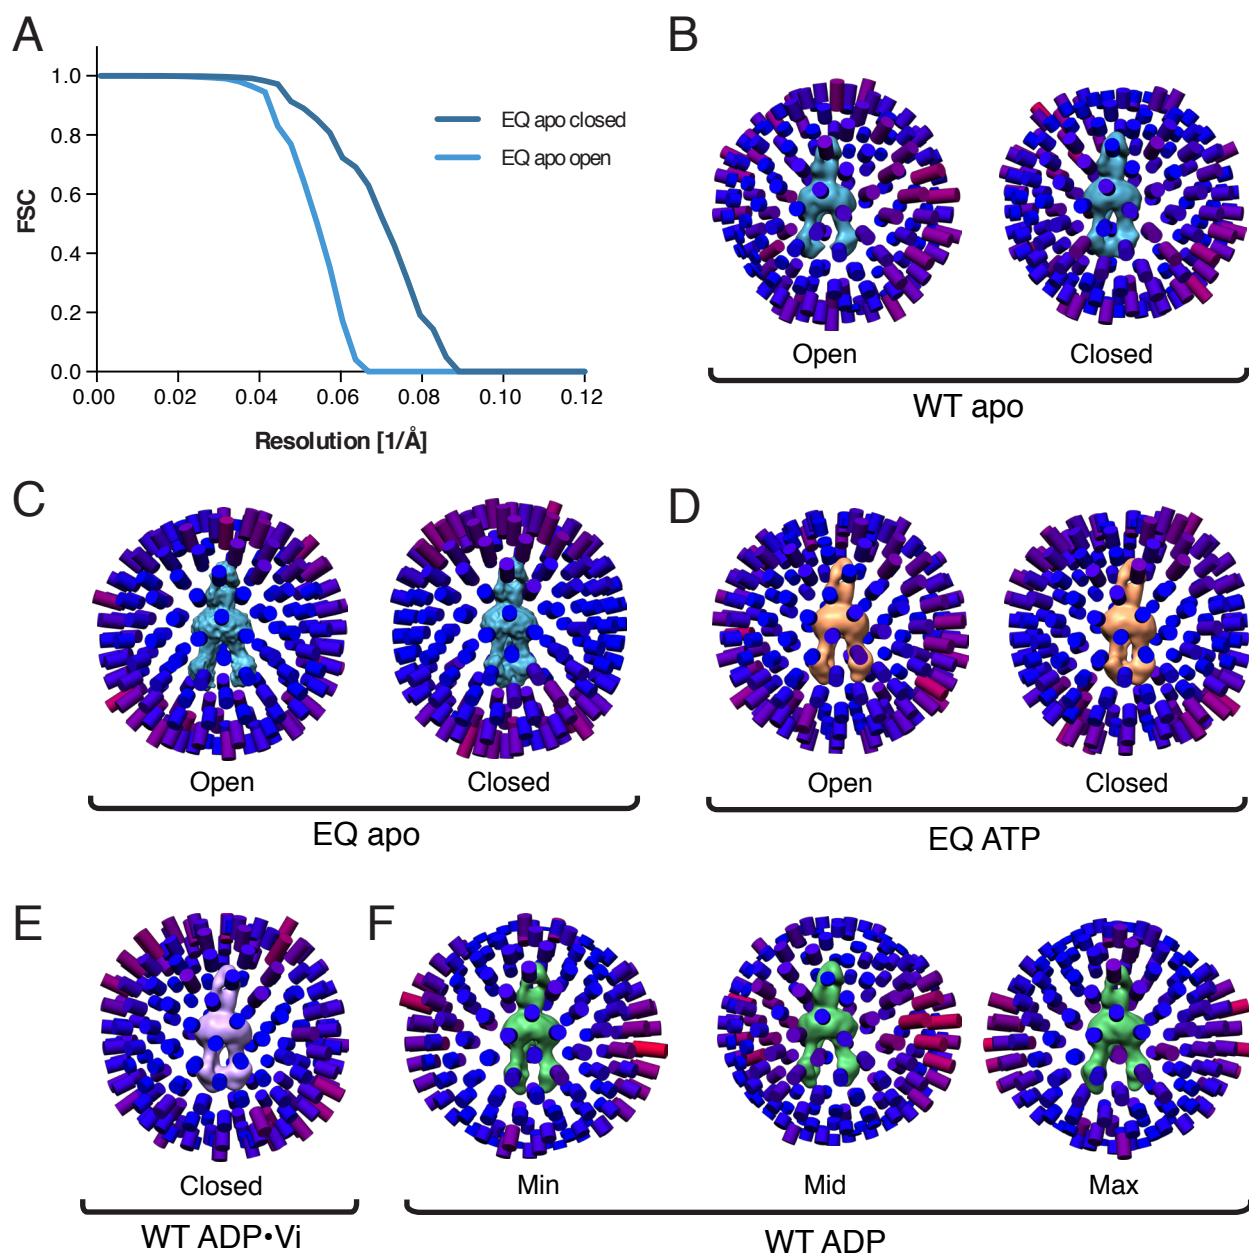 A
B
1.0
0.8
0.6
0.4
0.2
0.0
FSC
EQ apo closed
EQ apo open
0.00 0.02 0.04 0.06 0.08 0.10 0.12
Resolution [1/Å]
Open Closed
WT apo
C
D
Open Closed
EQ apo
Open Closed
EQ ATP
E
F
Closed
WT ADP•Vi
Min Mid Max
WT ADP